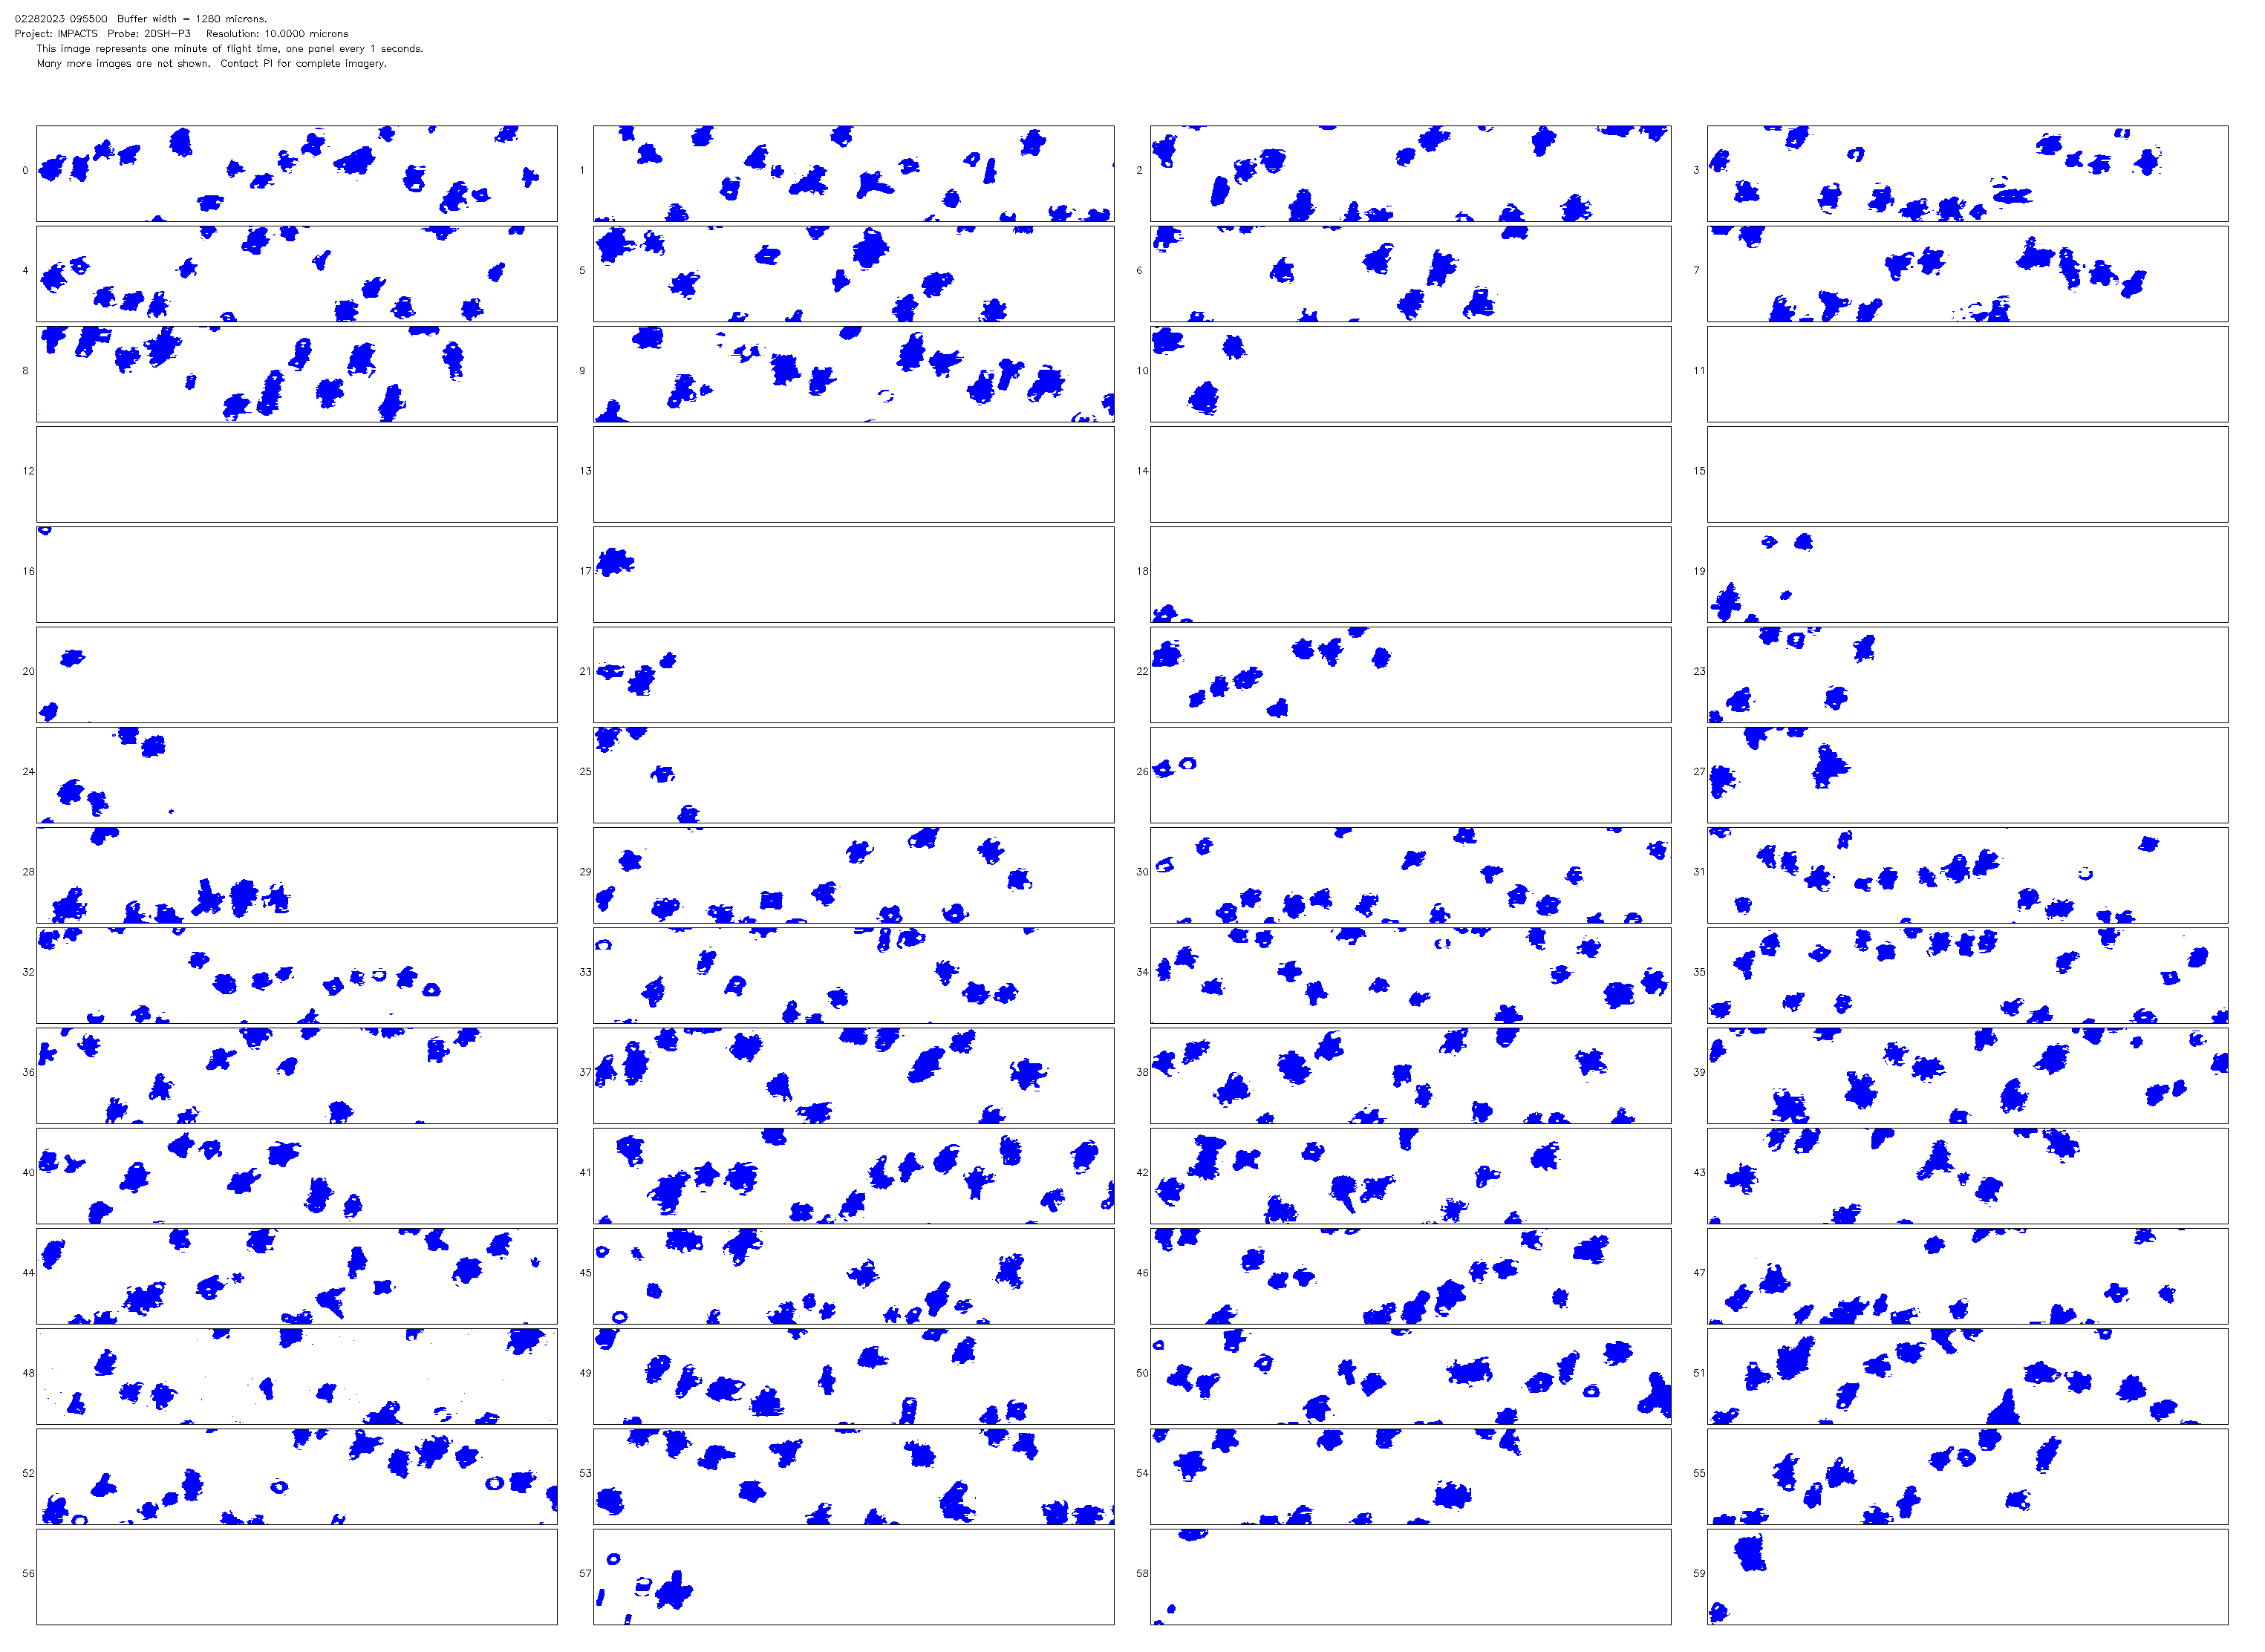 02282023 095500  Buffer width = 1280 microns.
Project: IMPACTS  Probe: 2DSH-P3   Resolution: 10.0000 microns
This image represents one minute of flight time, one panel every 1 seconds.
Many more images are not shown.  Contact PI for complete imagery.
0 1 2 3
4 5 6 7
8 9 10 11
12 13 14 15
16 17 18 19
20 21 22 23
24 25 26 27
28 29 30 31
32 33 34 35
36 37 38 39
40 41 42 43
44 45 46 47
48 49 50 51
52 53 54 55
56 57 58 59